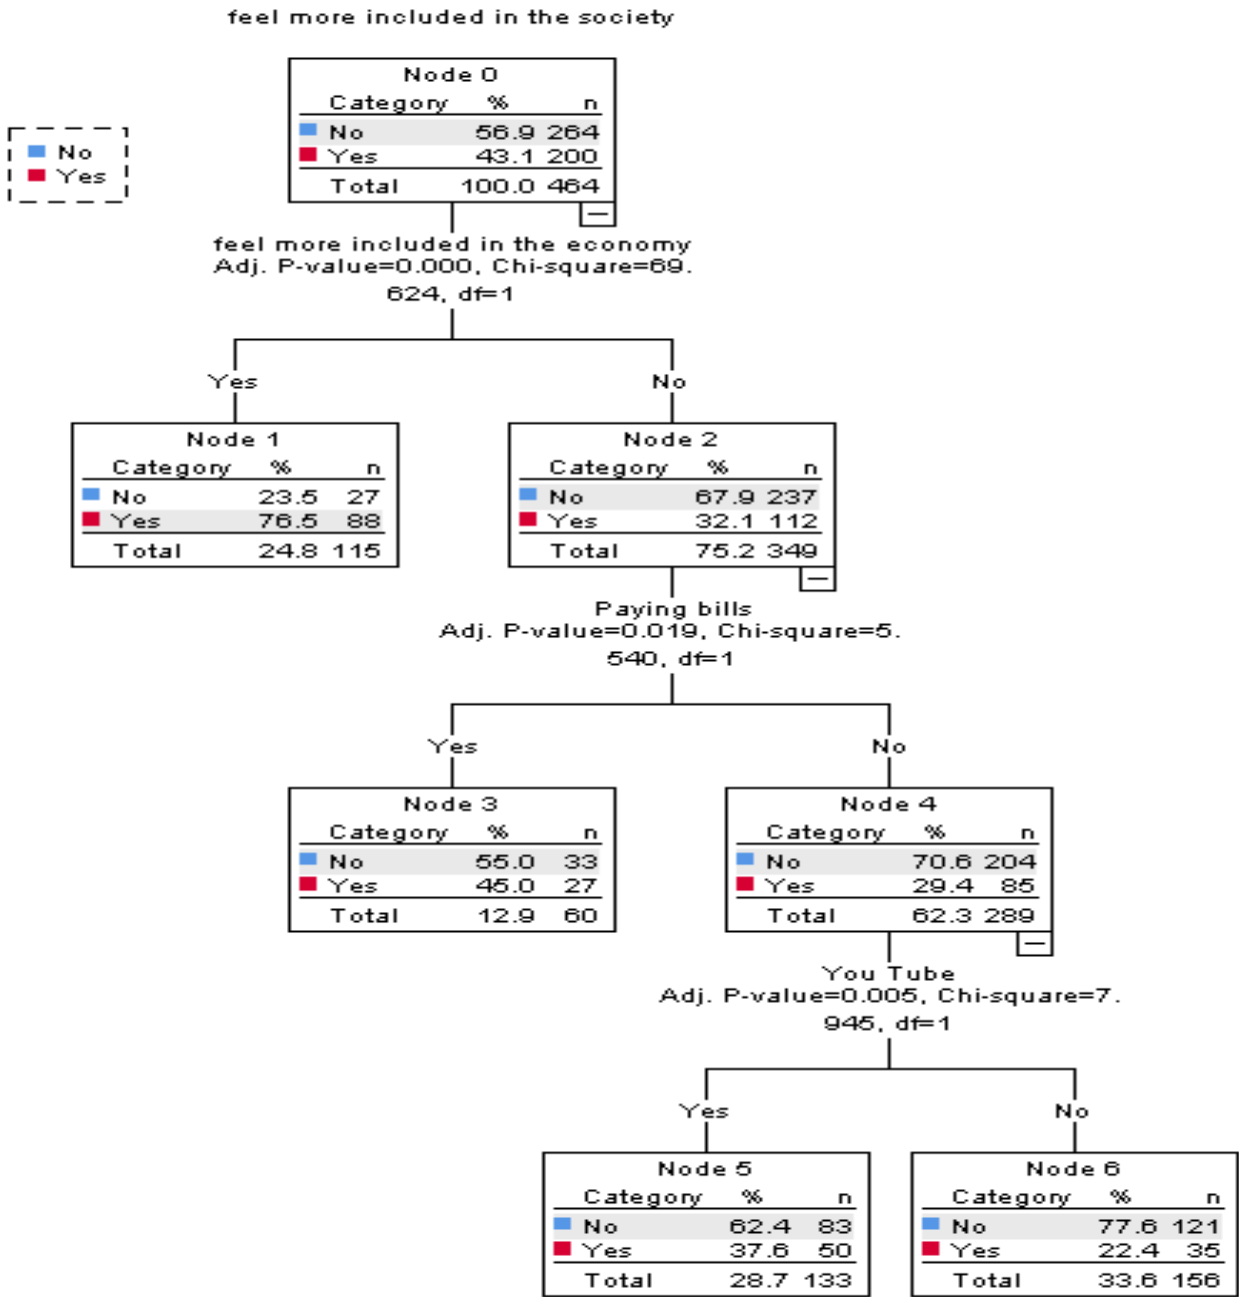 feel more included in the society
Node 0
Category % n
No 56.9 264
Yes 43.1 200
Total 100.0 464
No
Yes
feel more included in the economy
Adj. P-value=0.000, Chi-square=69.
624, df=1
Yes
No
Node 1
Category % n
No 23.5 27
Yes 76.5 88
Total 24.8 115
Node 2
Category % n
No 67.9 237
Yes 32.1 112
Total 75.2 349
Paying bills
Adj. P-value=0.019, Chi-square=5.
540, df=1
Yes
No
Node 3
Category % n
No 55.0 33
Yes 45.0 27
Total 12.9 60
Node 4
Category % n
No 70.6 204
Yes 29.4 85
Total 62.3 289
You Tube
Adj. P-value=0.005, Chi-square=7.
945, df=1
Yes
No
Node 5
Category % n
No 62.4 83
Yes 37.6 50
Total 28.7 133
Node 6
Category % n
No 77.6 121
Yes 22.4 35
Total 33.6 156